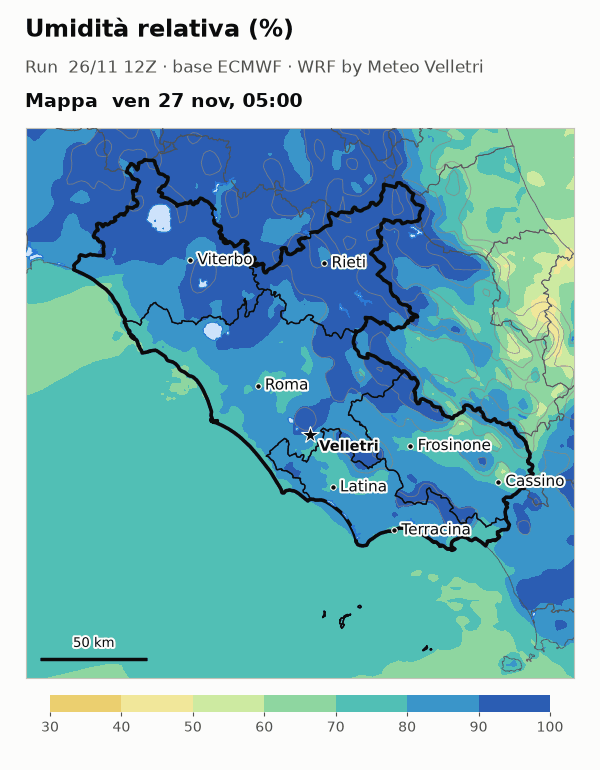 Umidità relativa (%)
Run  26/11 12Z · base ECMWF · WRF by Meteo Velletri
Mappa  ven 27 nov, 05:00
Viterbo
Rieti
Roma
Velletri
Frosinone
Cassino
Latina
Terracina
50 km
30 40 50 60 70 80 90 100